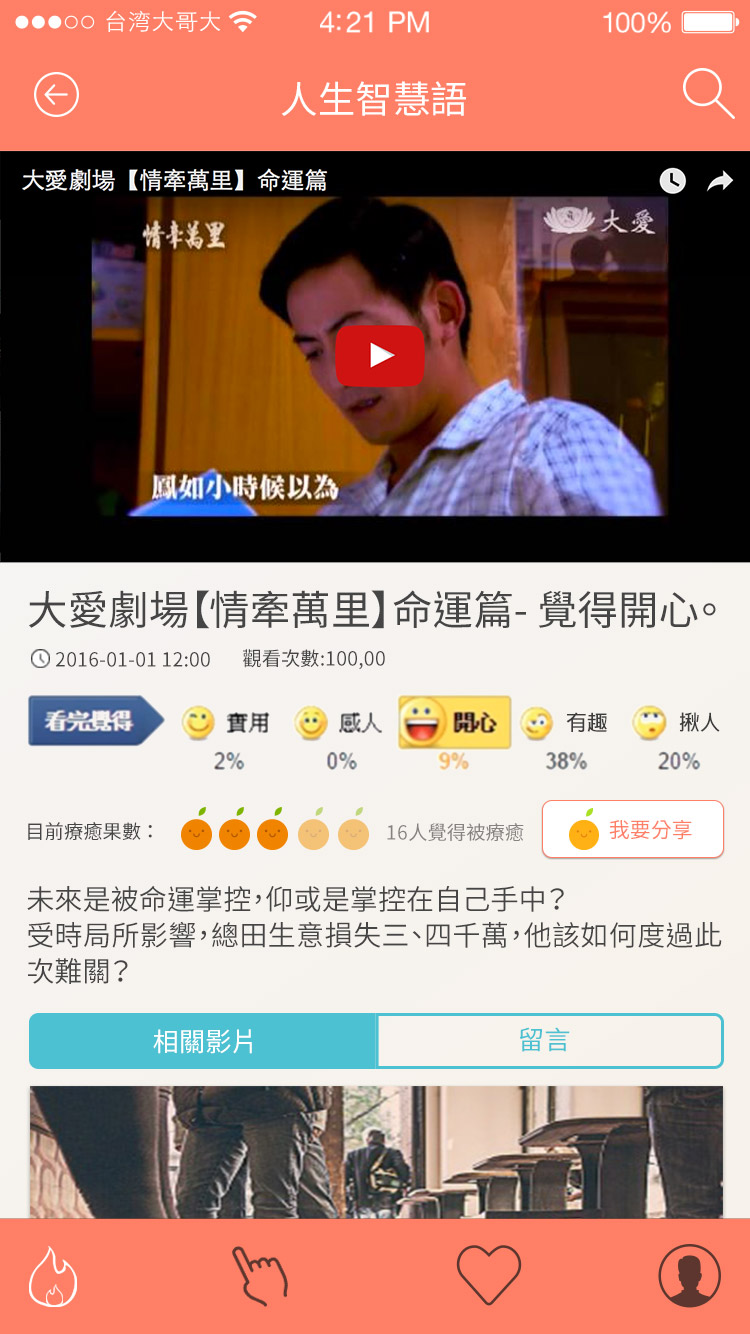 台湾大哥大 4:21 PM 100%
人生智慧語
大愛劇場【情牽萬里】命運篇
情牽萬里
大愛
鳳如小時候以為
大愛劇場【情牽萬里】命運篇- 覺得開心。
2016-01-01 12:00 觀看次數:100,00
看完覺得 實用 感人 開心 有趣 揪人
2% 0% 9% 38% 20%
目前療癒果數： 16人覺得被療癒 我要分享
未來是被命運掌控，仰或是掌控在自己手中？
受時局所影響，總田生意損失三、四千萬，他該如何度過此
次難關？
相關影片 留言